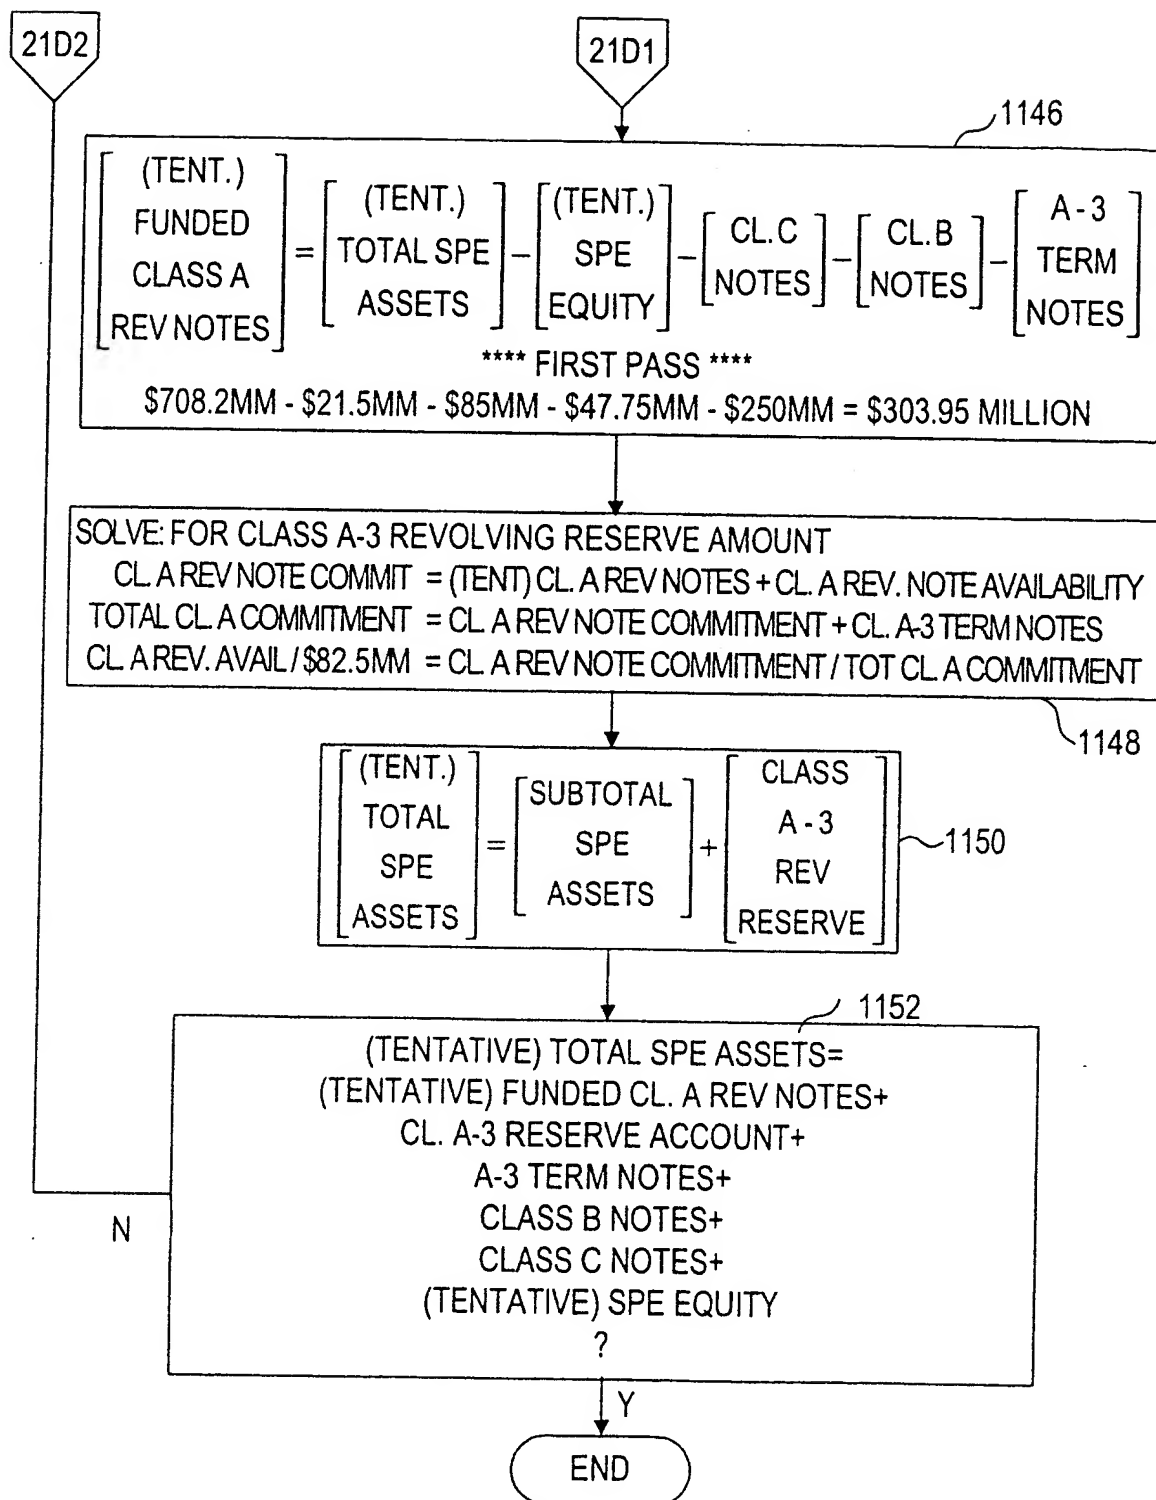 21D2
21D1
1146
(TENT.)
FUNDED
CLASS A
REV NOTES
=
(TENT.)
TOTAL SPE
ASSETS
-
(TENT.)
SPE
EQUITY
-
CL.C
NOTES
-
CL.B
NOTES
-
A-3
TERM
NOTES
**** FIRST PASS ****
$708.2MM - $21.5MM - $85MM - $47.75MM - $250MM = $303.95 MILLION
SOLVE: FOR CLASS A-3 REVOLVING RESERVE AMOUNT
CL. A REV NOTE COMMIT = (TENT) CL. A REV NOTES + CL. A REV. NOTE AVAILABILITY
TOTAL CL. A COMMITMENT = CL. A REV NOTE COMMITMENT + CL. A-3 TERM NOTES
CL. A REV. AVAIL / $82.5MM = CL. A REV NOTE COMMITMENT / TOT CL. A COMMITMENT
1148
(TENT.)
TOTAL
SPE
ASSETS
=
SUBTOTAL
SPE
ASSETS
+
CLASS
A-3
REV
RESERVE
1150
1152
(TENTATIVE) TOTAL SPE ASSETS=
(TENTATIVE) FUNDED CL. A REV NOTES+
CL. A-3 RESERVE ACCOUNT+
A-3 TERM NOTES+
CLASS B NOTES+
CLASS C NOTES+
(TENTATIVE) SPE EQUITY
?
N
Y
END